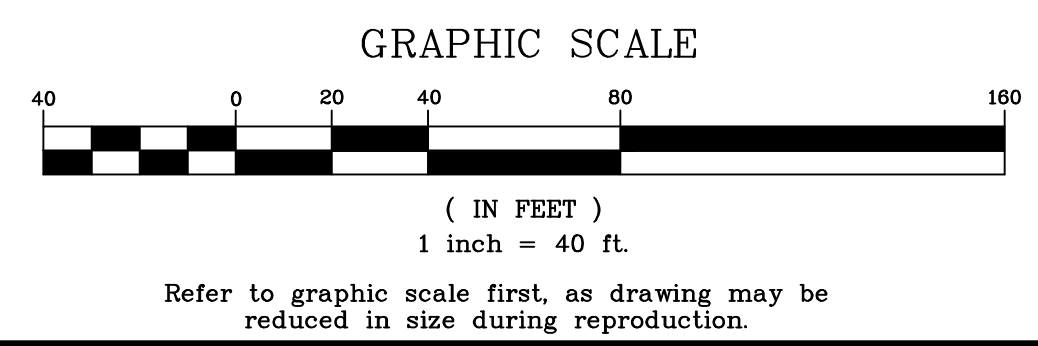 GRAPHIC SCALE
40 0 20 40 80 160
( IN FEET )
1 inch = 40 ft.
Refer to graphic scale first, as drawing may be
reduced in size during reproduction.